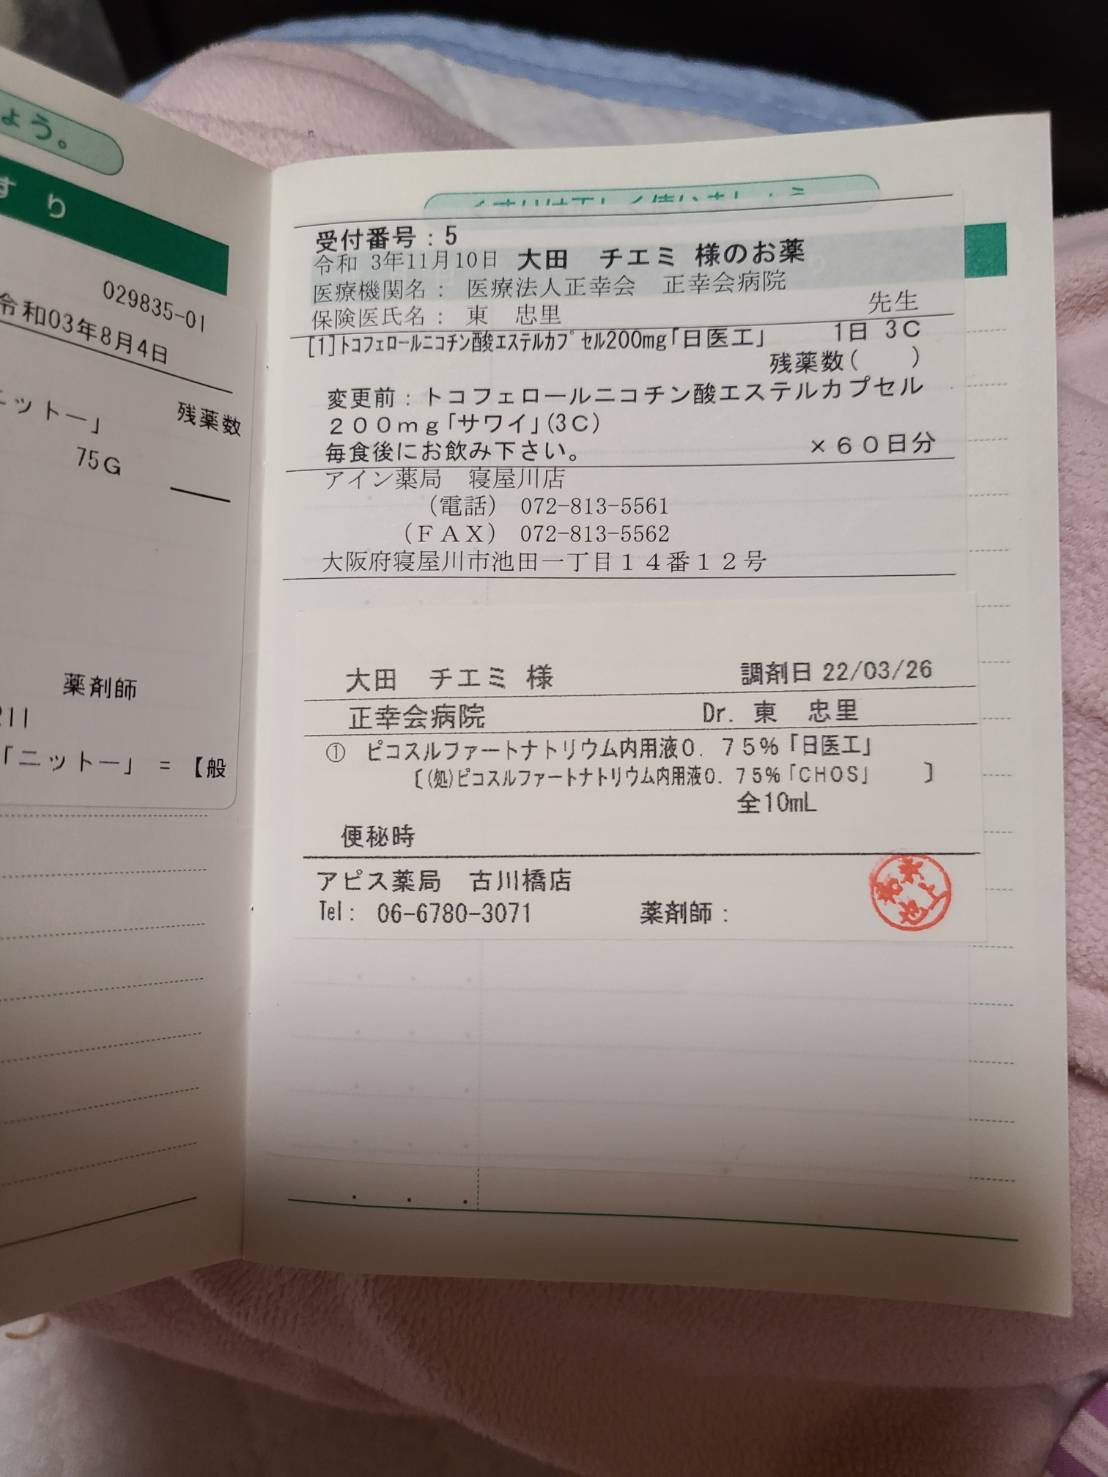 ょう。
すり
029835-01
令和03年8月4日
ニットー」 残薬数
75G
薬剤師
211
「ニットー」 = 【般
くすりは正しく使いましょう
受付番号：5
令和 3年11月10日 大田 チエミ 様のお薬
医療機関名： 医療法人正幸会 正幸会病院
保険医氏名： 東 忠里 先生
[1]トコフェロールニコチン酸エステルカプセル200mg「日医工」 1日 3C
残薬数( )
変更前：トコフェロールニコチン酸エステルカプセル
２００ｍｇ「サワイ」(3C)
毎食後にお飲み下さい。 ×６０日分
アイン薬局 寝屋川店
（電話） 072-813-5561
（ＦＡＸ） 072-813-5562
大阪府寝屋川市池田一丁目１４番１２号
大田 チエミ 様 調剤日 22/03/26
正幸会病院 Dr. 東 忠里
① ピコスルファートナトリウム内用液０．７５％「日医工」
〔(処)ピコスルファートナトリウム内用液０．７５％「CHOS」 〕
全10mL
便秘時
アピス薬局 古川橋店
Tel： 06-6780-3071 薬剤師：